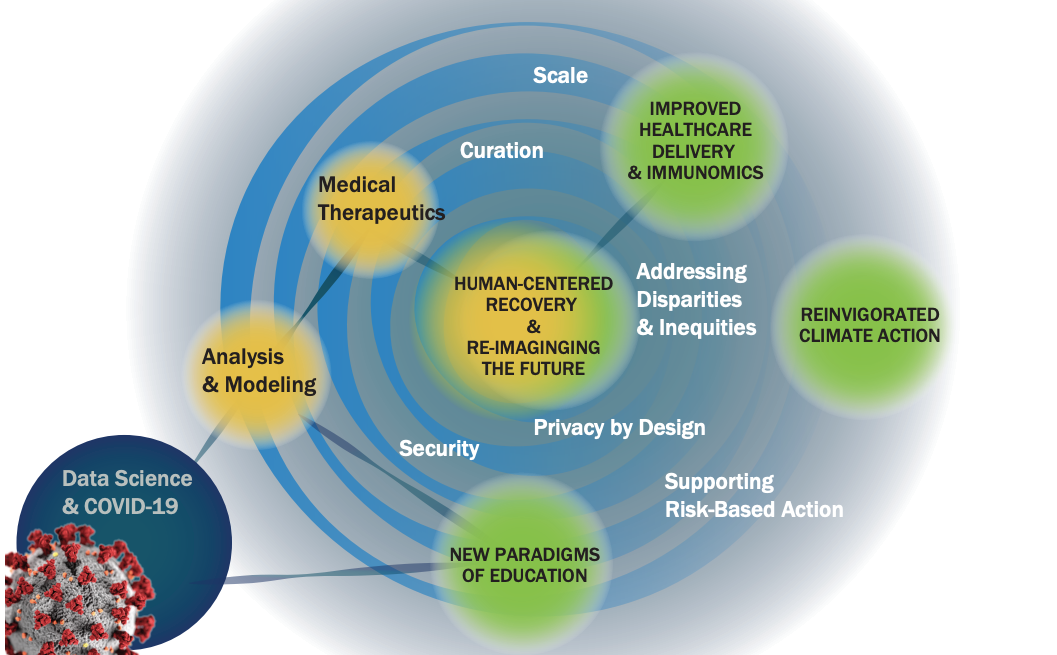 Scale
Curation
IMPROVED
HEALTHCARE
DELIVERY
& IMMUNOMICS
Medical
Therapeutics
HUMAN-CENTERED
RECOVERY
&
RE-IMAGINGING
THE FUTURE
Addressing
Disparities
& Inequities
REINVIGORATED
CLIMATE ACTION
Analysis
& Modeling
Privacy by Design
Security
Supporting
Risk-Based Action
Data Science
& COVID-19
NEW PARADIGMS
OF EDUCATION